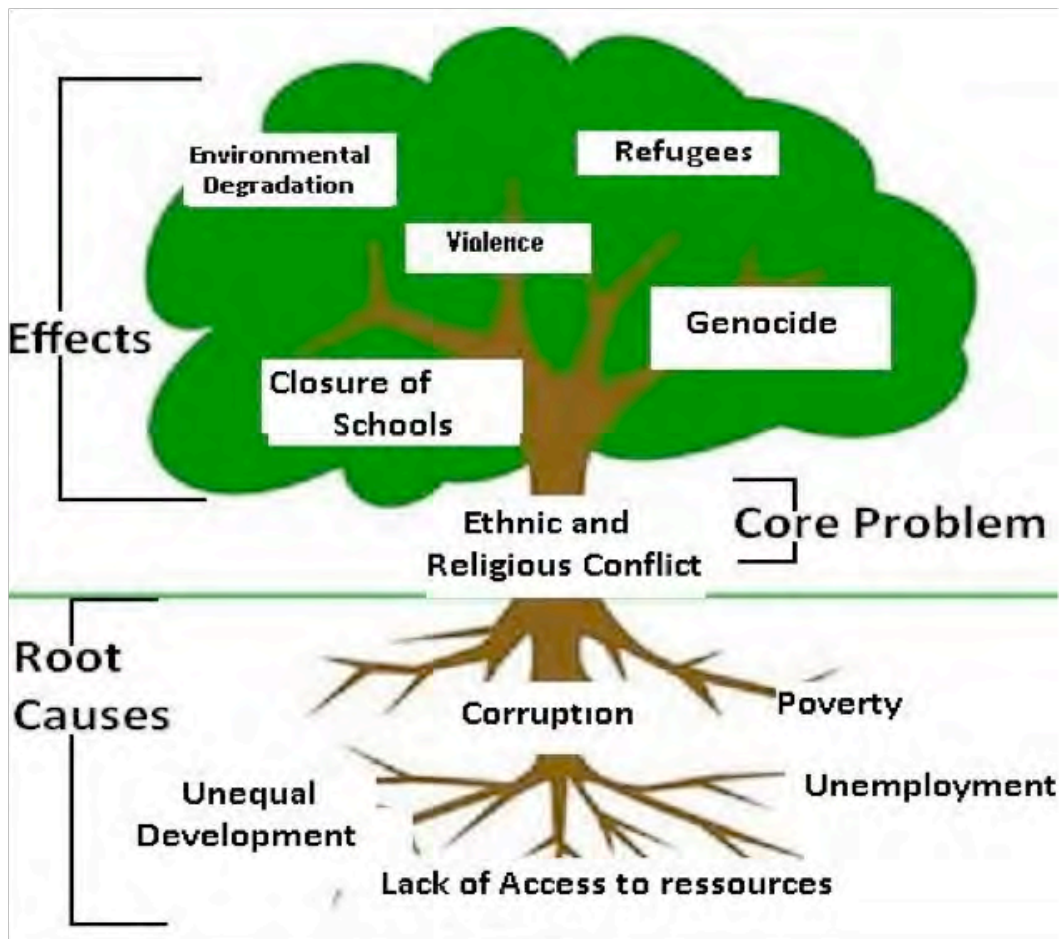 Environmental
Degradation
Refugees
Violence
Genocide
Effects
Closure of
Schools
Ethnic and
Religious Conflict
Core Problem
Root
Causes
Corruption
Poverty
Unequal
Development
Unemployment
Lack of Access to ressources